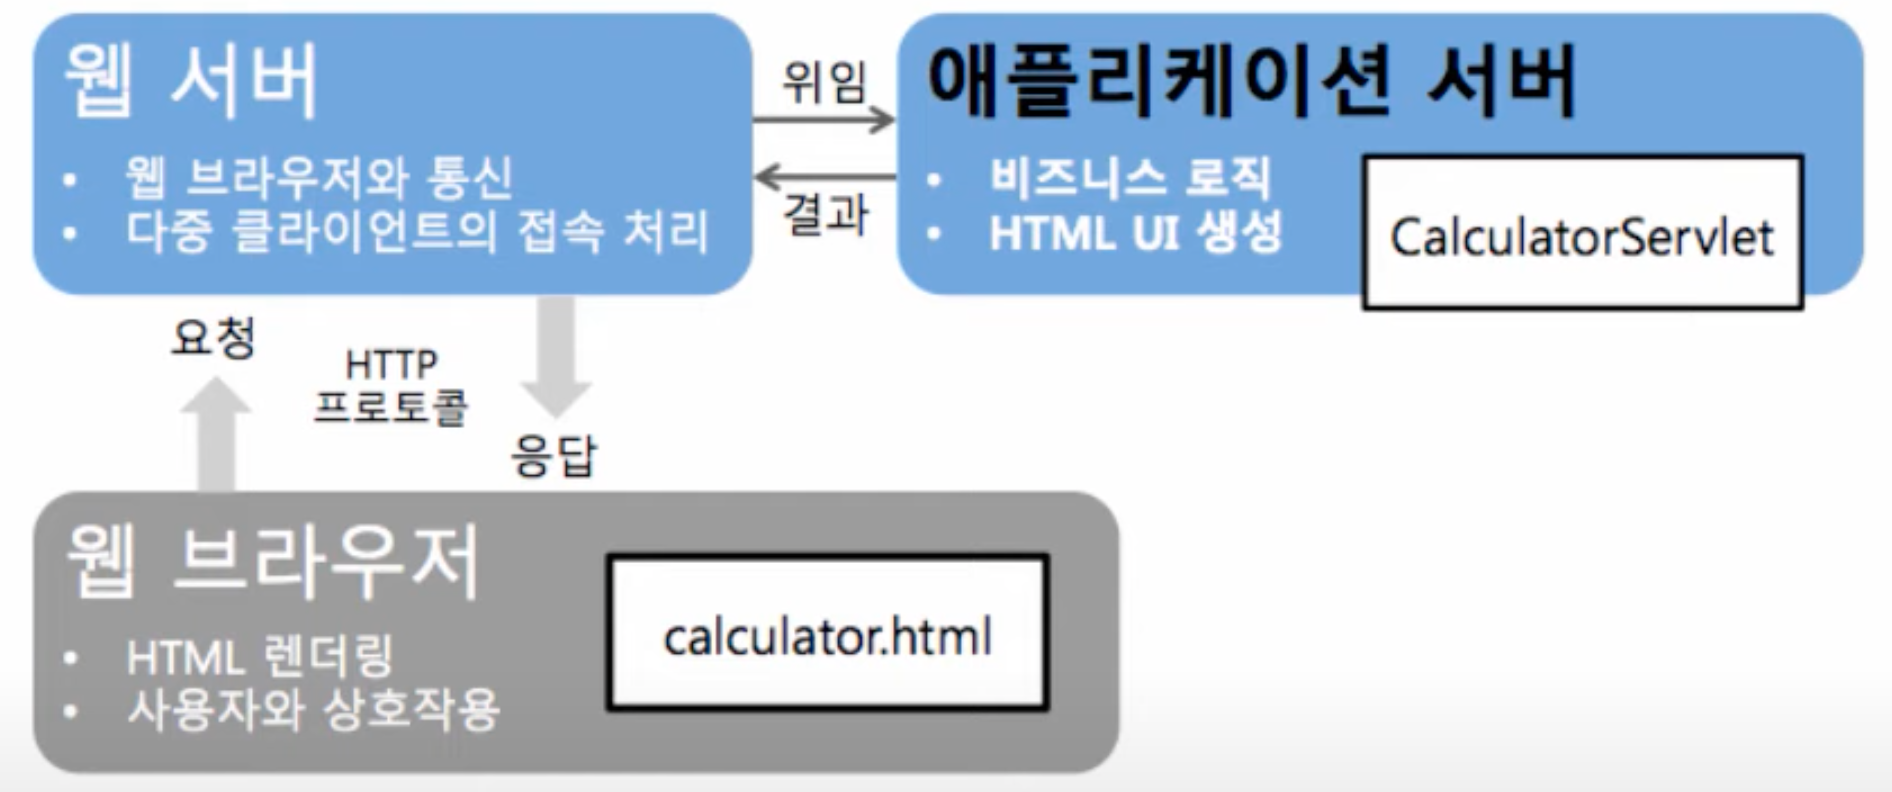 웹 서버
• 웹 브라우저와 통신
• 다중 클라이언트의 접속 처리
위임
결과
애플리케이션 서버
• 비즈니스 로직
• HTML UI 생성
CalculatorServlet
요청
HTTP
프로토콜
응답
웹 브라우저
• HTML 렌더링
• 사용자와 상호작용
calculator.html